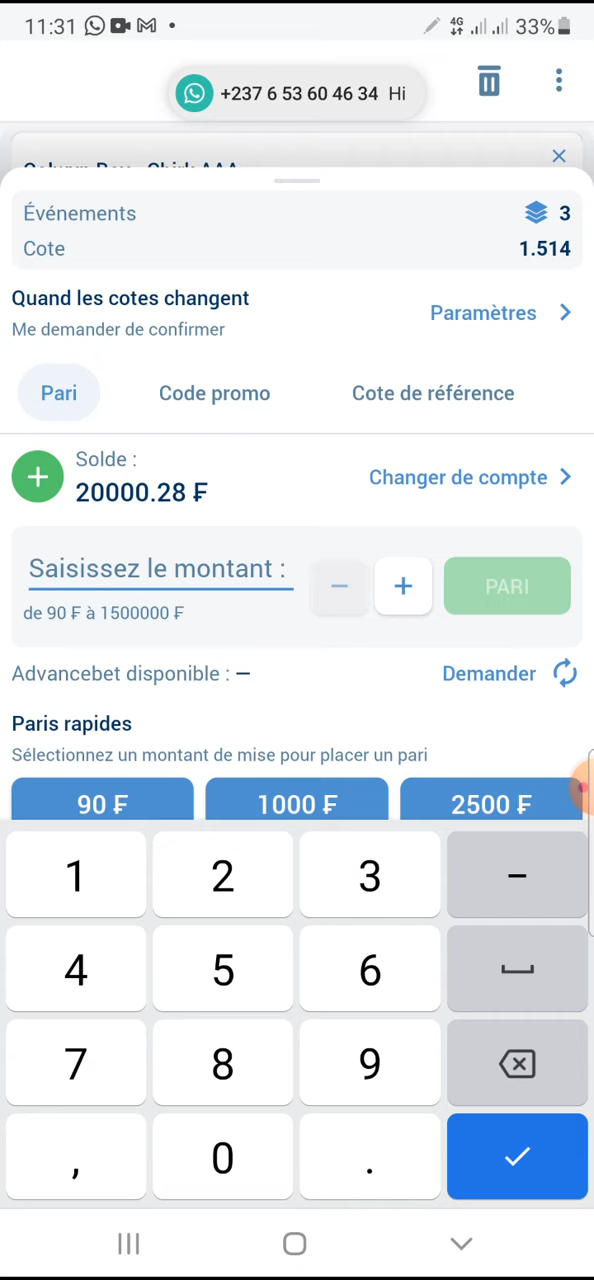 11:31
4G
33%
+237 6 53 60 46 34 Hi
Événements 3
Cote 1.514
Quand les cotes changent
Me demander de confirmer
Paramètres
Pari Code promo Cote de référence
Solde :
20000.28 ₣
Changer de compte
Saisissez le montant :
de 90 ₣ à 1500000 ₣
− + PARI
Advancebet disponible : —
Demander
Paris rapides
Sélectionnez un montant de mise pour placer un pari
90 ₣ 1000 ₣ 2500 ₣
1 2 3 −
4 5 6
7 8 9
, 0 .